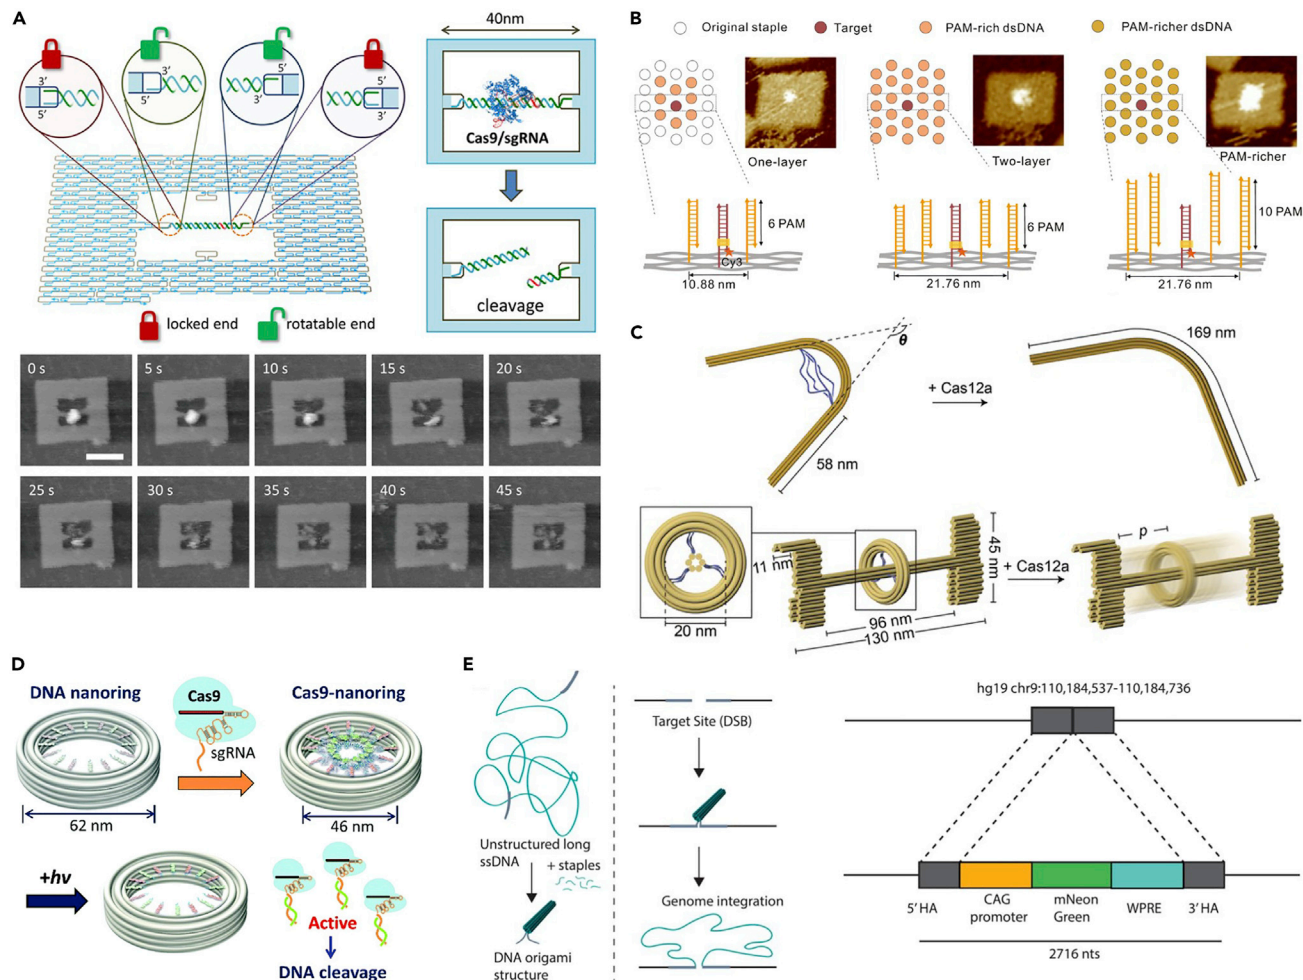 A
3'
5'
5'
3'
5'
3'
5'
3'
40nm
Cas9/sgRNA
cleavage
locked end
rotatable end
0 s
5 s
10 s
15 s
20 s
25 s
30 s
35 s
40 s
45 s
B
Original staple
Target
PAM-rich dsDNA
PAM-richer dsDNA
One-layer
Two-layer
PAM-richer
6 PAM
Cy3
10.88 nm
6 PAM
21.76 nm
10 PAM
21.76 nm
C
θ
58 nm
+ Cas12a
169 nm
20 nm
11 nm
45 nm
96 nm
130 nm
+ Cas12a
p
D
DNA nanoring
Cas9
sgRNA
Cas9-nanoring
62 nm
46 nm
+hν
Active
DNA cleavage
E
Unstructured long
ssDNA
+ staples
DNA origami
structure
Target Site (DSB)
Genome integration
hg19 chr9:110,184,537-110,184,736
5' HA
CAG
promoter
mNeon
Green
WPRE
3' HA
2716 nts